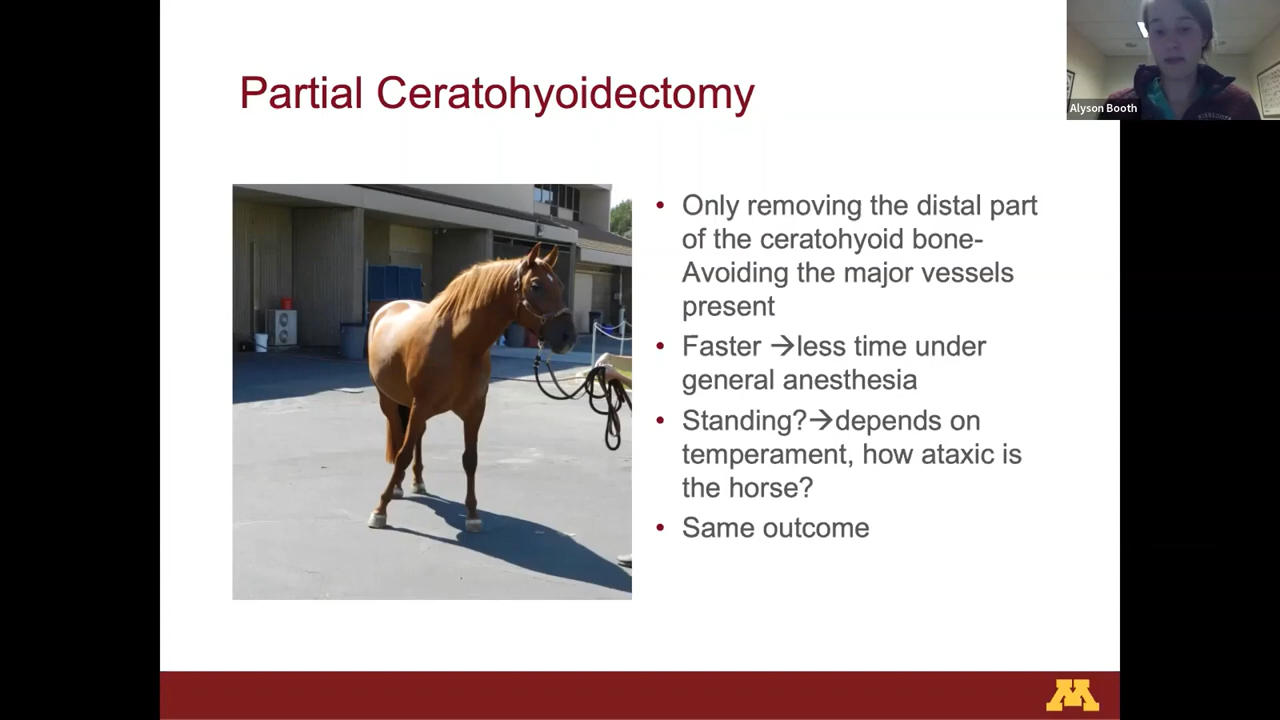 Partial Ceratohyoidectomy
Alyson Booth
• Only removing the distal part
of the ceratohyoid bone-
Avoiding the major vessels
present
• Faster →less time under
general anesthesia
• Standing?→depends on
temperament, how ataxic is
the horse?
• Same outcome
M